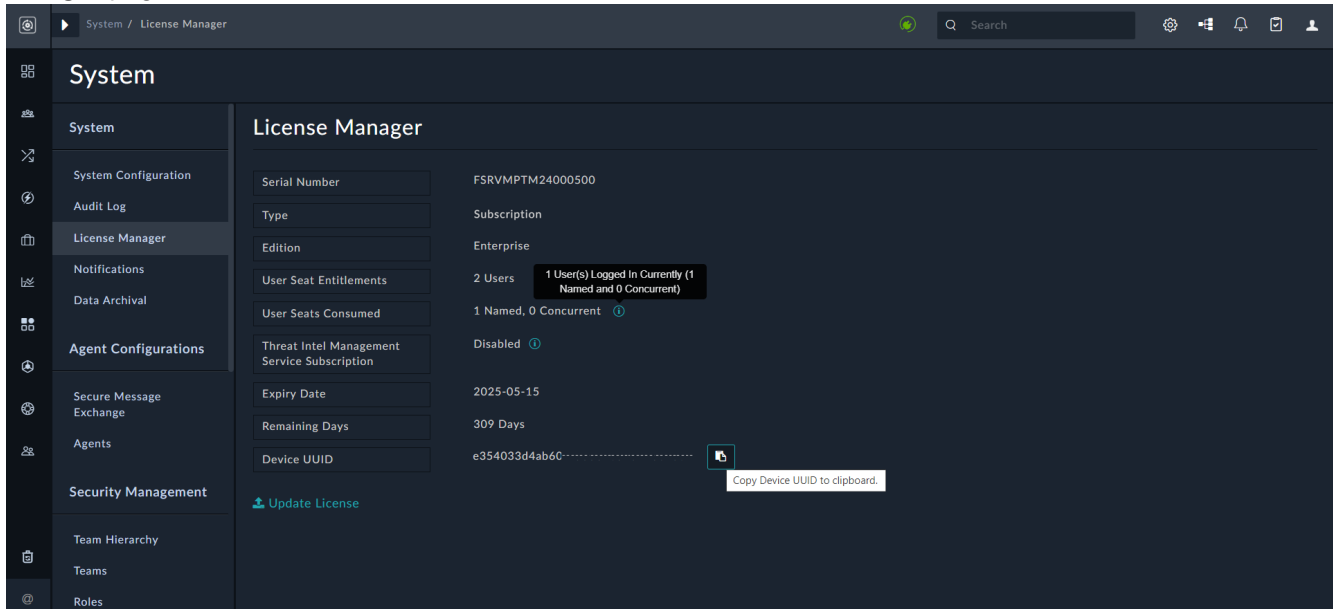 System / License Manager
Search
System
System
System Configuration
Audit Log
License Manager
Notifications
Data Archival
Agent Configurations
Secure Message
Exchange
Agents
Security Management
Team Hierarchy
Teams
Roles
License Manager
Serial Number FSRVMPTM24000500
Type Subscription
Edition Enterprise
User Seat Entitlements 2 Users
1 User(s) Logged In Currently (1
Named and 0 Concurrent)
User Seats Consumed 1 Named, 0 Concurrent
Threat Intel Management
Service Subscription
Disabled
Expiry Date 2025-05-15
Remaining Days 309 Days
Device UUID e354033d4ab60
Copy Device UUID to clipboard.
Update License